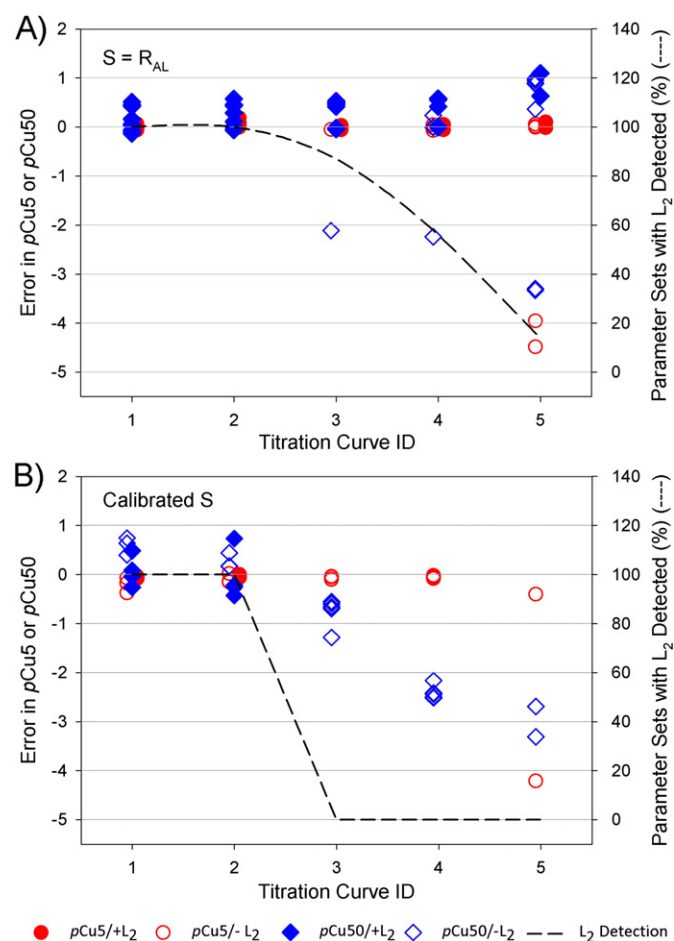 A)
S = R_AL
Error in pCu5 or pCu50
2
1
0
-1
-2
-3
-4
-5
140
120
100
80
60
40
20
0
Parameter Sets with L₂ Detected (%) (----)
1 2 3 4 5
Titration Curve ID
B)
Calibrated S
Error in pCu5 or pCu50
2
1
0
-1
-2
-3
-4
-5
140
120
100
80
60
40
20
0
Parameter Sets with L₂ Detected (%) (----)
1 2 3 4 5
Titration Curve ID
pCu5/+L₂ pCu5/- L₂ pCu50/+L₂ pCu50/-L₂ L₂ Detection